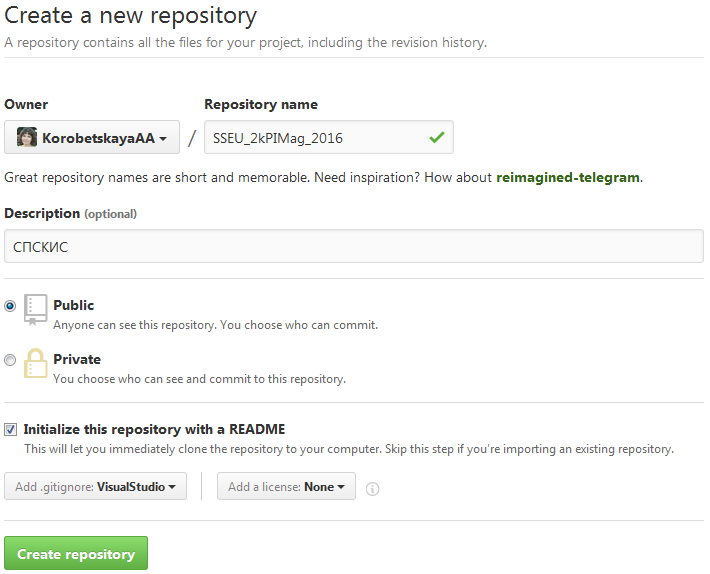 Create a new repository
A repository contains all the files for your project, including the revision history.
Owner
Repository name
KorobetskayaAA / SSEU_2kPIMag_2016
Great repository names are short and memorable. Need inspiration? How about reimagined-telegram.
Description (optional)
СПСКИС
Public
Anyone can see this repository. You choose who can commit.
Private
You choose who can see and commit to this repository.
Initialize this repository with a README
This will let you immediately clone the repository to your computer. Skip this step if you're importing an existing repository.
Add .gitignore: VisualStudio Add a license: None
Create repository